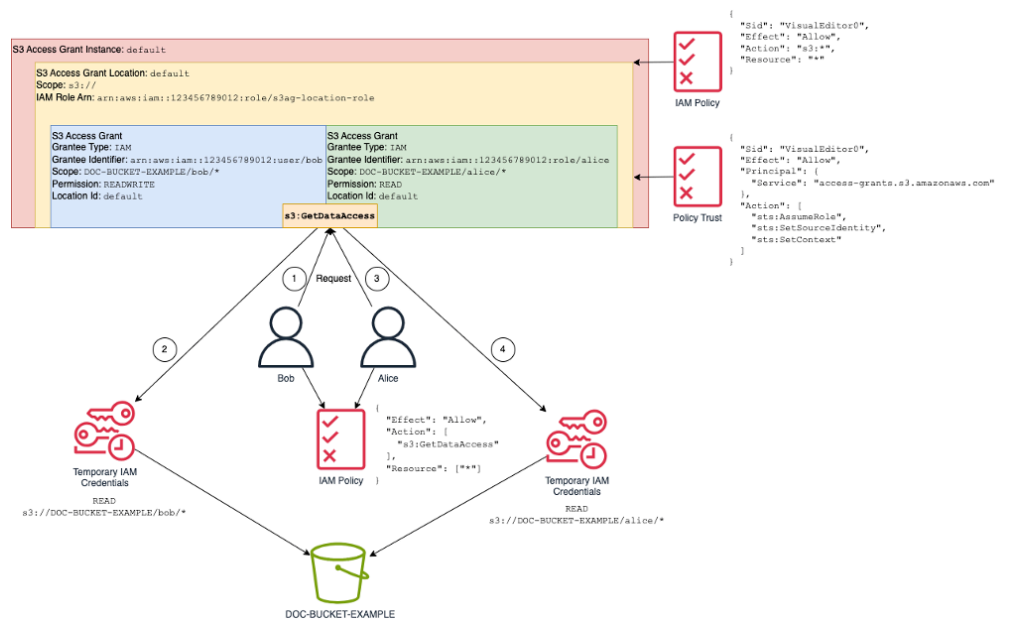 {
"Sid": "VisualEditor0",
"Effect": "Allow",
"Action": "s3:*",
"Resource": "*"
}
IAM Policy
S3 Access Grant Instance: default
S3 Access Grant Location: default
Scope: s3://
IAM Role Arn: arn:aws:iam::123456789012:role/s3ag-location-role
S3 Access Grant
Grantee Type: IAM
Grantee Identifier: arn:aws:iam::123456789012:user/bob
Scope: DOC-BUCKET-EXAMPLE/bob/*
Permission: READWRITE
Location Id: default
S3 Access Grant
Grantee Type: IAM
Grantee Identifier: arn:aws:iam::123456789012:role/alice
Scope: DOC-BUCKET-EXAMPLE/alice/*
Permission: READ
Location Id: default
s3:GetDataAccess
{
"Sid": "VisualEditor0",
"Effect": "Allow",
"Principal": {
"Service": "access-grants.s3.amazonaws.com"
},
"Action": [
"sts:AssumeRole",
"sts:SetSourceIdentity",
"sts:SetContext"
]
}
Policy Trust
1
Request
3
2
4
Bob
Alice
{
"Effect": "Allow",
"Action": [
"s3:GetDataAccess"
],
"Resource": ["*"]
}
IAM Policy
Temporary IAM
Credentials
READ
s3://DOC-BUCKET-EXAMPLE/bob/*
Temporary IAM
Credentials
READ
s3://DOC-BUCKET-EXAMPLE/alice/*
DOC-BUCKET-EXAMPLE